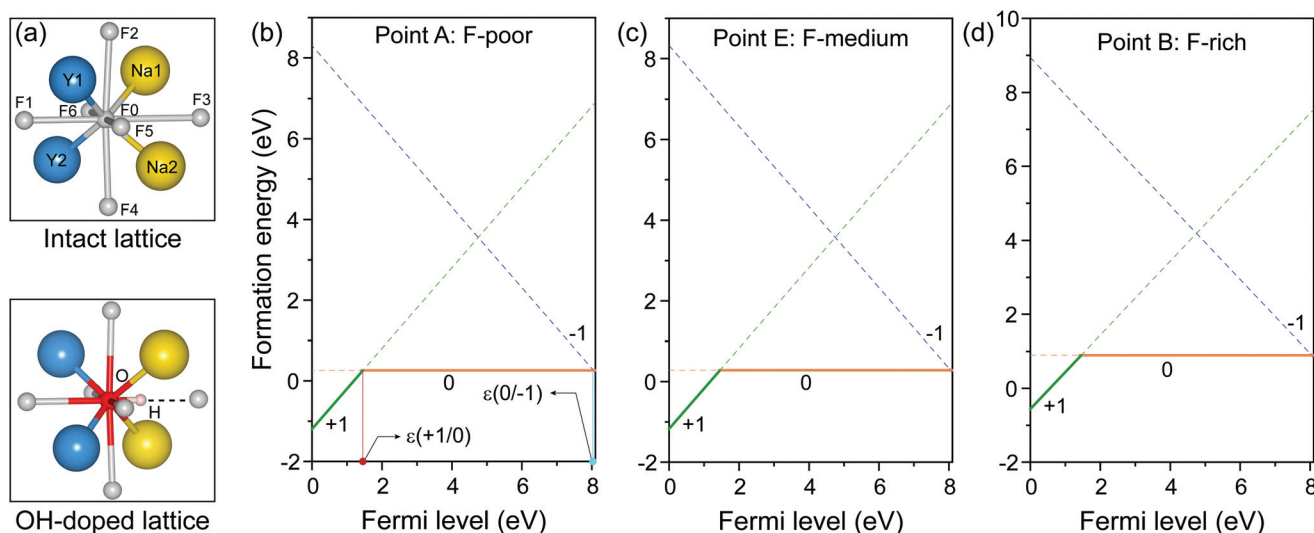 (a)
F2
Y1
Na1
F1
F6
F0
F3
F5
Y2
Na2
F4
Intact lattice
O
H
OH-doped lattice
(b)
Point A: F-poor
Formation energy (eV)
8
6
4
2
0
-2
-1
0
+1
ε(0/-1)
ε(+1/0)
0 2 4 6 8
Fermi level (eV)
(c)
Point E: F-medium
8
6
4
2
0
-2
-1
0
+1
0 2 4 6 8
Fermi level (eV)
(d)
Point B: F-rich
10
8
6
4
2
0
-2
-1
0
+1
0 2 4 6 8
Fermi level (eV)